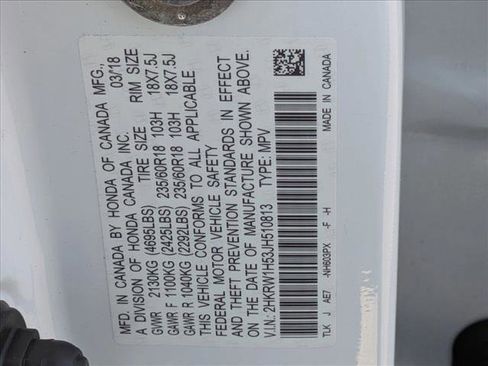 MFD. IN CANADA BY HONDA OF CANADA MFG.,
A DIVISION OF HONDA CANADA INC. 03/18
TIRE SIZE RIM SIZE
GVWR 2130KG (4695LBS)
GAWR F 1100KG (2425LBS) 235/60R18 103H 18X7.5J
GAWR R 1040KG (2292LBS) 235/60R18 103H 18X7.5J
THIS VEHICLE CONFORMS TO ALL APPLICABLE
FEDERAL MOTOR VEHICLE SAFETY
AND THEFT PREVENTION STANDARDS IN EFFECT
ON THE DATE OF MANUFACTURE SHOWN ABOVE.
V.I.N.: 2HKRW1H53JH510813 TYPE: MPV
TLK J AE7 -NH603PX -F -H MADE IN CANADA